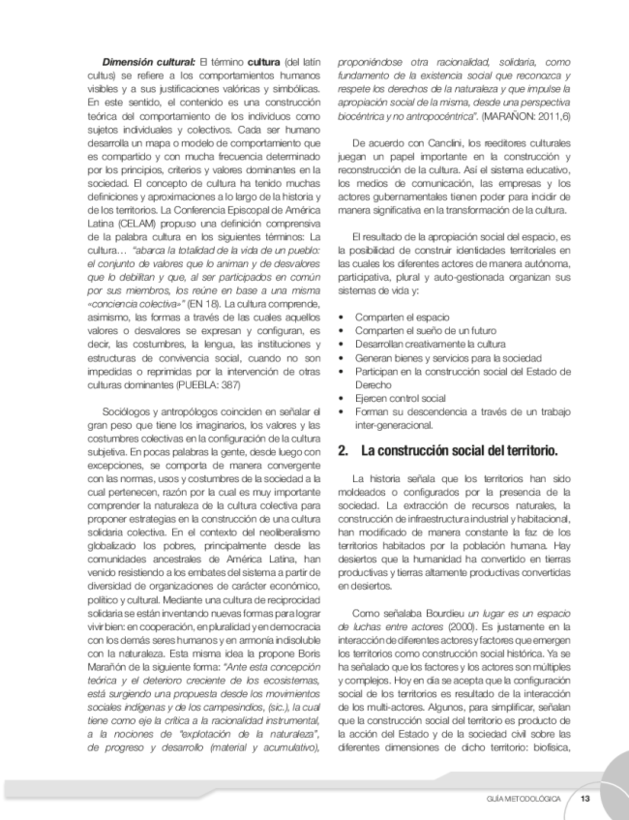 Dimensión cultural: El término cultura (del latín
cultus) se refiere a los comportamientos humanos
visibles y a sus justificaciones valóricas y simbólicas.
En este sentido, el contenido es una construcción
teórica del comportamiento de los individuos como
sujetos individuales y colectivos. Cada ser humano
desarrolla un mapa o modelo de comportamiento que
es compartido y con mucha frecuencia determinado
por los principios, criterios y valores dominantes en la
sociedad. El concepto de cultura ha tenido muchas
definiciones y aproximaciones a lo largo de la historia y
de los territorios. La Conferencia Episcopal de América
Latina (CELAM) propuso una definición comprensiva
de la palabra cultura en los siguientes términos: La
cultura… “abarca la totalidad de la vida de un pueblo:
el conjunto de valores que lo animan y de desvalores
que lo debilitan y que, al ser participados en común
por sus miembros, los reúne en base a una misma
«conciencia colectiva»” (EN 18). La cultura comprende,
asimismo, las formas a través de las cuales aquellos
valores o desvalores se expresan y configuran, es
decir, las costumbres, la lengua, las instituciones y
estructuras de convivencia social, cuando no son
impedidas o reprimidas por la intervención de otras
culturas dominantes (PUEBLA: 387)
Sociólogos y antropólogos coinciden en señalar el
gran peso que tiene los imaginarios, los valores y las
costumbres colectivas en la configuración de la cultura
subjetiva. En pocas palabras la gente, desde luego con
excepciones, se comporta de manera convergente
con las normas, usos y costumbres de la sociedad a la
cual pertenecen, razón por la cual es muy importante
comprender la naturaleza de la cultura colectiva para
proponer estrategias en la construcción de una cultura
solidaria colectiva. En el contexto del neoliberalismo
globalizado los pobres, principalmente desde las
comunidades ancestrales de América Latina, han
venido resistiendo a los embates del sistema a partir de
diversidad de organizaciones de carácter económico,
político y cultural. Mediante una cultura de reciprocidad
solidaria se están inventando nuevas formas para lograr
vivir bien: en cooperación, en pluralidad y en democracia
con los demás seres humanos y en armonía indisoluble
con la naturaleza. Esta misma idea la propone Boris
Marañón de la siguiente forma: “Ante esta concepción
teórica y el deterioro creciente de los ecosistemas,
está surgiendo una propuesta desde los movimientos
sociales indígenas y de los campesindios, (sic.), la cual
tiene como eje la crítica a la racionalidad instrumental,
a la nociones de “explotación de la naturaleza”,
de progreso y desarrollo (material y acumulativo),
proponiéndose otra racionalidad, solidaria, como
fundamento de la existencia social que reconozca y
respete los derechos de la naturaleza y que impulse la
apropiación social de la misma, desde una perspectiva
biocéntrica y no antropocéntrica”. (MARAÑON: 2011,6)
De acuerdo con Canclini, los reeditores culturales
juegan un papel importante en la construcción y
reconstrucción de la cultura. Así el sistema educativo,
los medios de comunicación, las empresas y los
actores gubernamentales tienen poder para incidir de
manera significativa en la transformación de la cultura.
El resultado de la apropiación social del espacio, es
la posibilidad de construir identidades territoriales en
las cuales los diferentes actores de manera autónoma,
participativa, plural y auto-gestionada organizan sus
sistemas de vida y:
• Comparten el espacio
• Comparten el sueño de un futuro
• Desarrollan creativamente la cultura
• Generan bienes y servicios para la sociedad
• Participan en la construcción social del Estado de
Derecho
• Ejercen control social
• Forman su descendencia a través de un trabajo
inter-generacional.
2. La construcción social del territorio.
La historia señala que los territorios han sido
moldeados o configurados por la presencia de la
sociedad. La extracción de recursos naturales, la
construcción de infraestructura industrial y habitacional,
han modificado de manera constante la faz de los
territorios habitados por la población humana. Hay
desiertos que la humanidad ha convertido en tierras
productivas y tierras altamente productivas convertidas
en desiertos.
Como señalaba Bourdieu un lugar es un espacio
de luchas entre actores (2000). Es justamente en la
interacción de diferentes actores y factores que emergen
los territorios como construcción social histórica. Ya se
ha señalado que los factores y los actores son múltiples
y complejos. Hoy en día se acepta que la configuración
social de los territorios es resultado de la interacción
de los multi-actores. Algunos, para simplificar, señalan
que la construcción social del territorio es producto de
la acción del Estado y de la sociedad civil sobre las
diferentes dimensiones de dicho territorio: biofísica,
GUÍA METODOLÓGICA 13